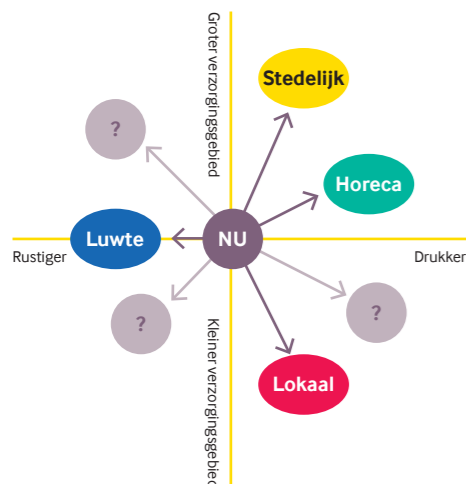 Groter verzorgingsgebied
Stedelijk
?
Horeca
Luwte
NU
Rustiger
Drukker
?
?
Kleiner verzorgingsgebied
Lokaal